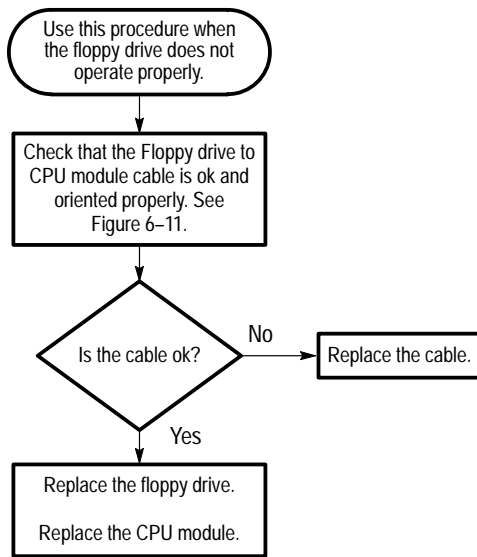 Use this procedure when
the floppy drive does not
operate properly.
Check that the Floppy drive to
CPU module cable is ok and
oriented properly. See
Figure 6–11.
Is the cable ok?
No
Replace the cable.
Yes
Replace the floppy drive.
Replace the CPU module.